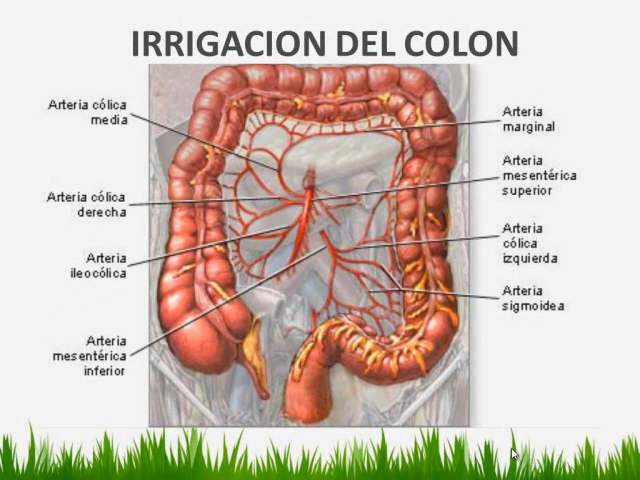 IRRIGACION DEL COLON
Arteria cólica
media
Arteria cólica
derecha
Arteria
ileocólica
Arteria
mesentérica
inferior
Arteria
marginal
Arteria
mesentérica
superior
Arteria
cólica
izquierda
Arteria
sigmoidea